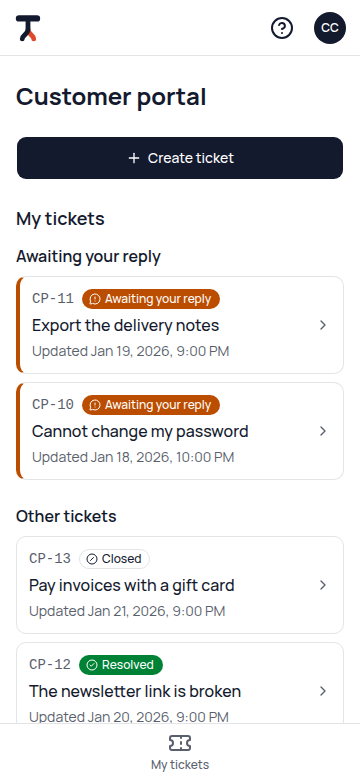 CC
Customer portal
Create ticket
My tickets
Awaiting your reply
CP-11 Awaiting your reply
Export the delivery notes
Updated Jan 19, 2026, 9:00 PM
CP-10 Awaiting your reply
Cannot change my password
Updated Jan 18, 2026, 10:00 PM
Other tickets
CP-13 Closed
Pay invoices with a gift card
Updated Jan 21, 2026, 9:00 PM
CP-12 Resolved
The newsletter link is broken
Updated Jan 20, 2026, 9:00 PM
My tickets